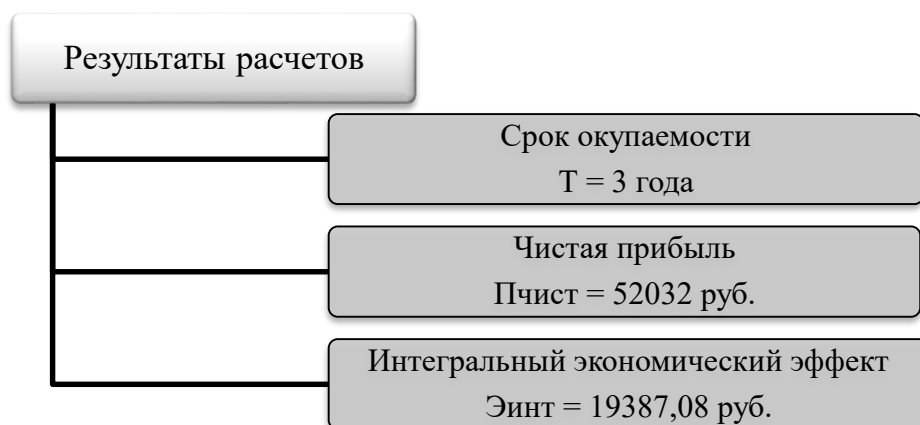 Результаты расчетов
Срок окупаемости
Т = 3 года
Чистая прибыль
Пчист = 52032 руб.
Интегральный экономический эффект
Эинт = 19387,08 руб.